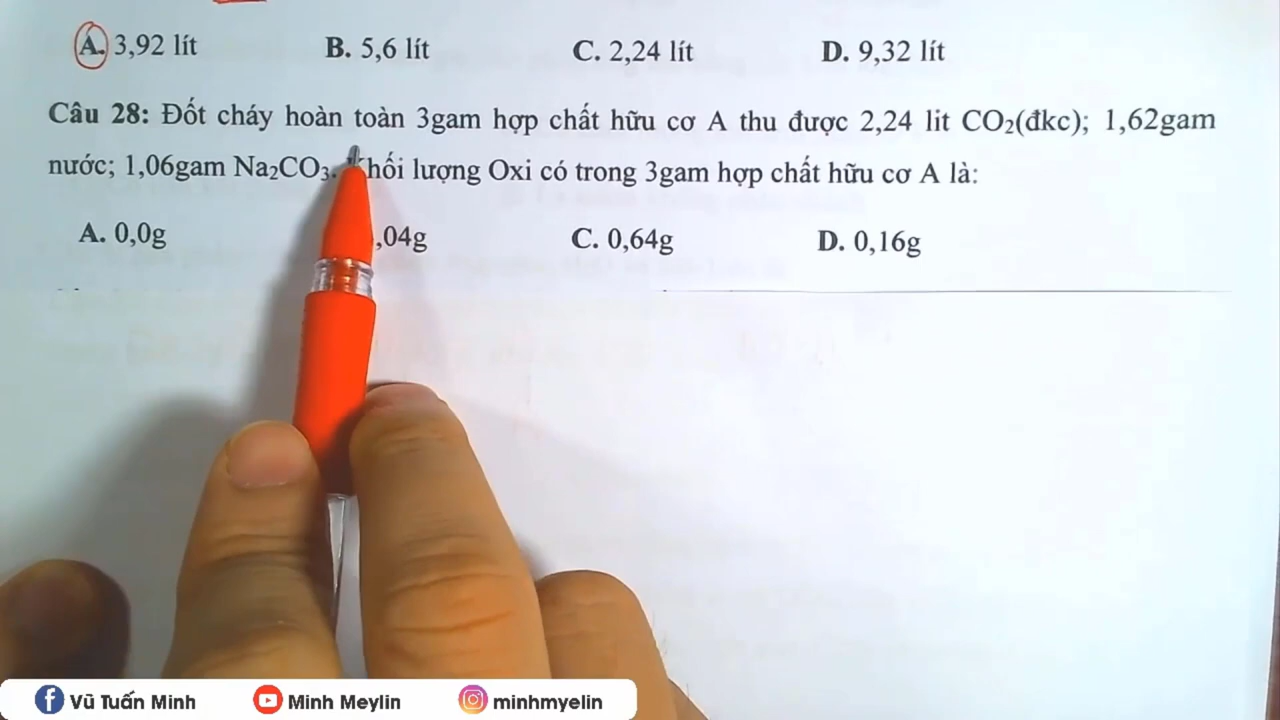 A. 3,92 lít B. 5,6 lít C. 2,24 lít D. 9,32 lít
Câu 28: Đốt cháy hoàn toàn 3gam hợp chất hữu cơ A thu được 2,24 lit CO₂(đkc); 1,62gam
nước; 1,06gam Na₂CO₃. Khối lượng Oxi có trong 3gam hợp chất hữu cơ A là:
A. 0,0g ,04g C. 0,64g D. 0,16g
Vũ Tuấn Minh Minh Meylin minhmyelin